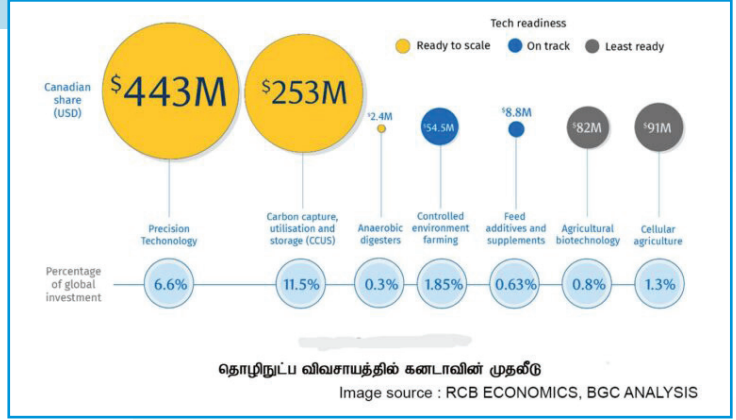 Tech readiness
Ready to scale
On track
Least ready
Canadian
share
(USD)
$443M
$253M
$2.4M
$54.5M
$8.8M
$82M
$91M
Precision
Techonology
Carbon capture,
utilisation and
storage (CCUS)
Anaerobic
digesters
Controlled
environment
farming
Feed
additives and
supplements
Agricultural
biotechnology
Cellular
agriculture
Percentage
of global
investment
6.6%
11.5%
0.3%
1.85%
0.63%
0.8%
1.3%
தொழிநுட்ப விவசாயத்தில் கனடாவின் முதலீடு
Image source : RCB ECONOMICS, BGC ANALYSIS